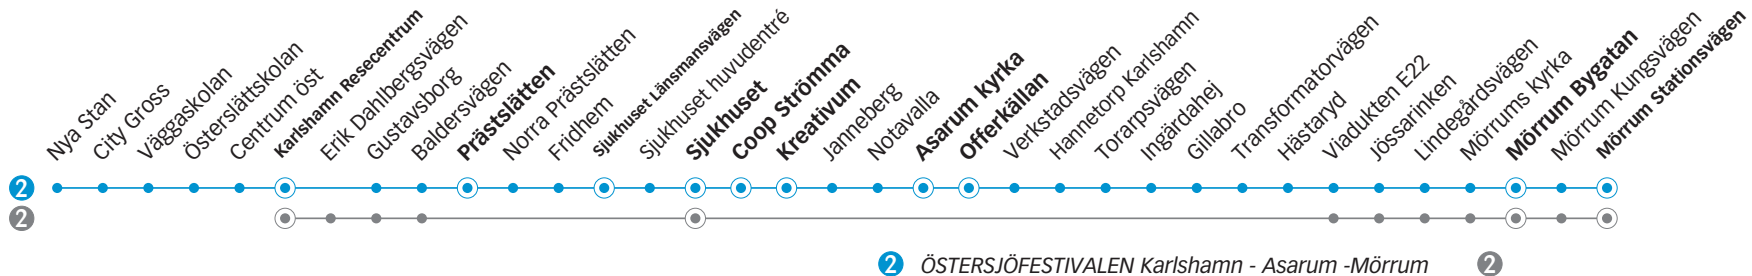 Nya Stan
City Gross
Väggaskolan
Österslättskolan
Centrum öst
Karlshamn Resecentrum
Erik Dahlbergsvägen
Gustavsborg
Baldersvägen
Prästslätten
Norra Prästslätten
Fridhem
Sjukhuset Länsmansvägen
Sjukhuset huvudentré
Sjukhuset
Coop Strömma
Kreativum
Janneberg
Notavalla
Asarum kyrka
Offerkällan
Verkstadsvägen
Hannetorp Karlshamn
Torarpsvägen
Ingärdahej
Gillabro
Transformatorvägen
Hästaryd
Viadukten E22
Jössarinken
Lindegårdsvägen
Mörrums kyrka
Mörrum Bygatan
Mörrum Kungsvägen
Mörrum Stationsvägen
2
2
2 ÖSTERSJÖFESTIVALEN Karlshamn - Asarum -Mörrum 2